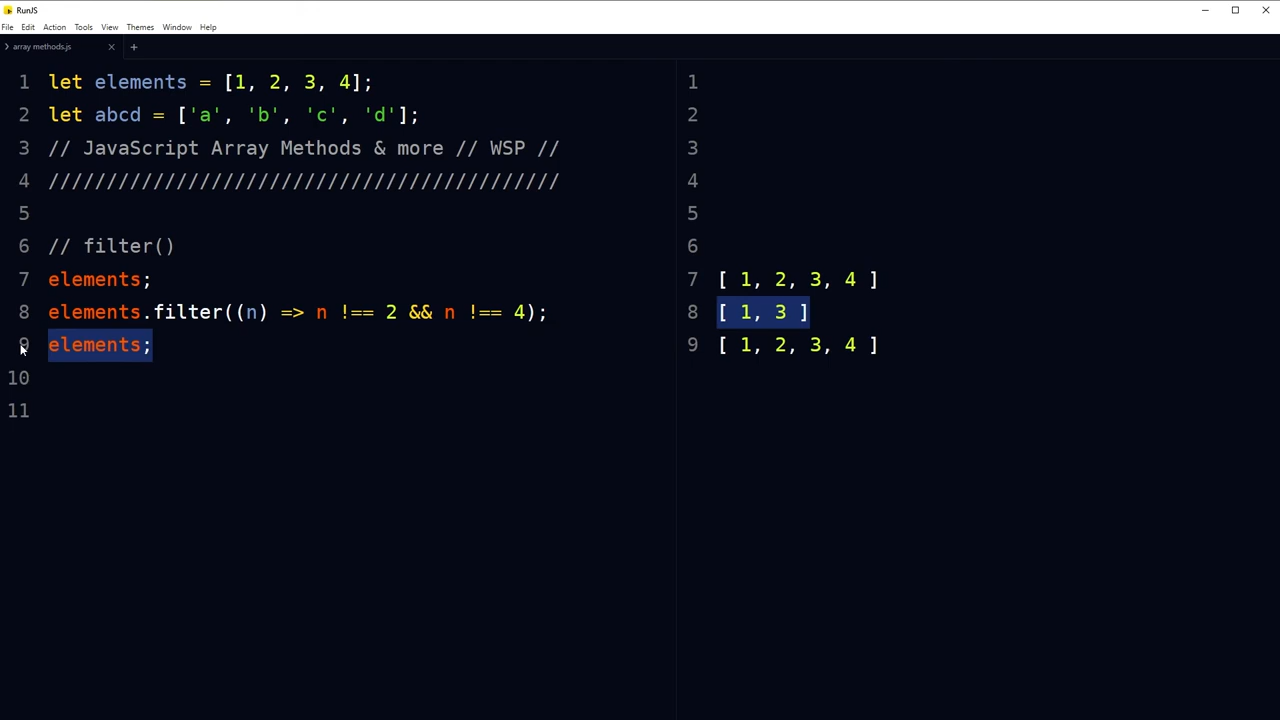 RunJS
File Edit Action Tools View Themes Window Help
array methods.js
1 let elements = [1, 2, 3, 4];
2 let abcd = ['a', 'b', 'c', 'd'];
3 // JavaScript Array Methods & more // WSP //
4 ////////////////////////////////////////////
5
6 // filter()
7 elements;
8 elements.filter((n) => n !== 2 && n !== 4);
9 elements;
10
11
1
2
3
4
5
6
7 [ 1, 2, 3, 4 ]
8 [ 1, 3 ]
9 [ 1, 2, 3, 4 ]